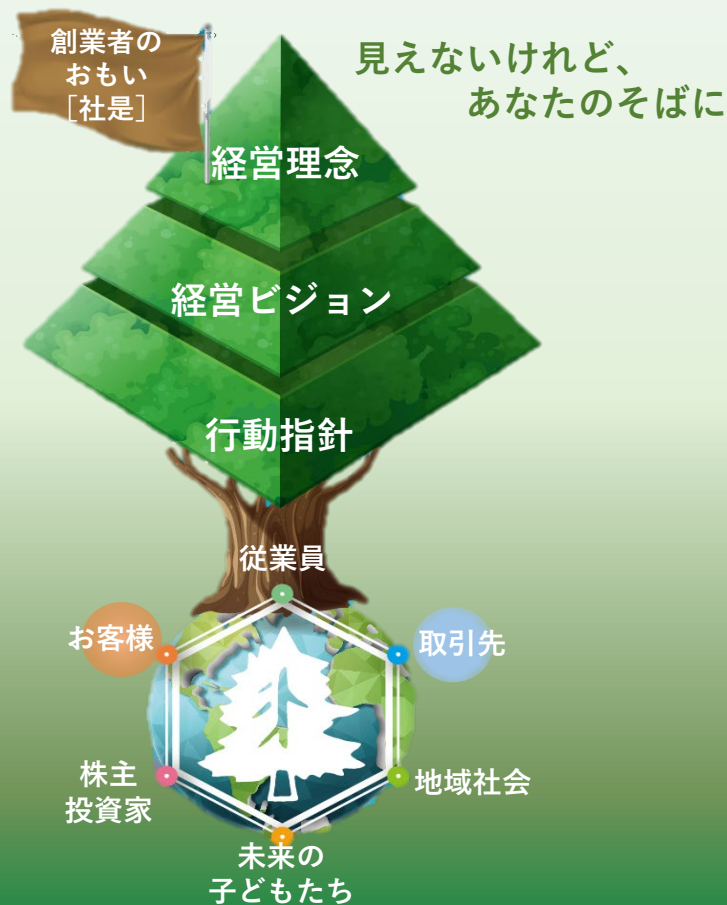 創業者の
おもい
［社是］
見えないけれど、
あなたのそばに
経営理念
経営ビジョン
行動指針
従業員
お客様
取引先
株主
投資家
地域社会
未来の
子どもたち